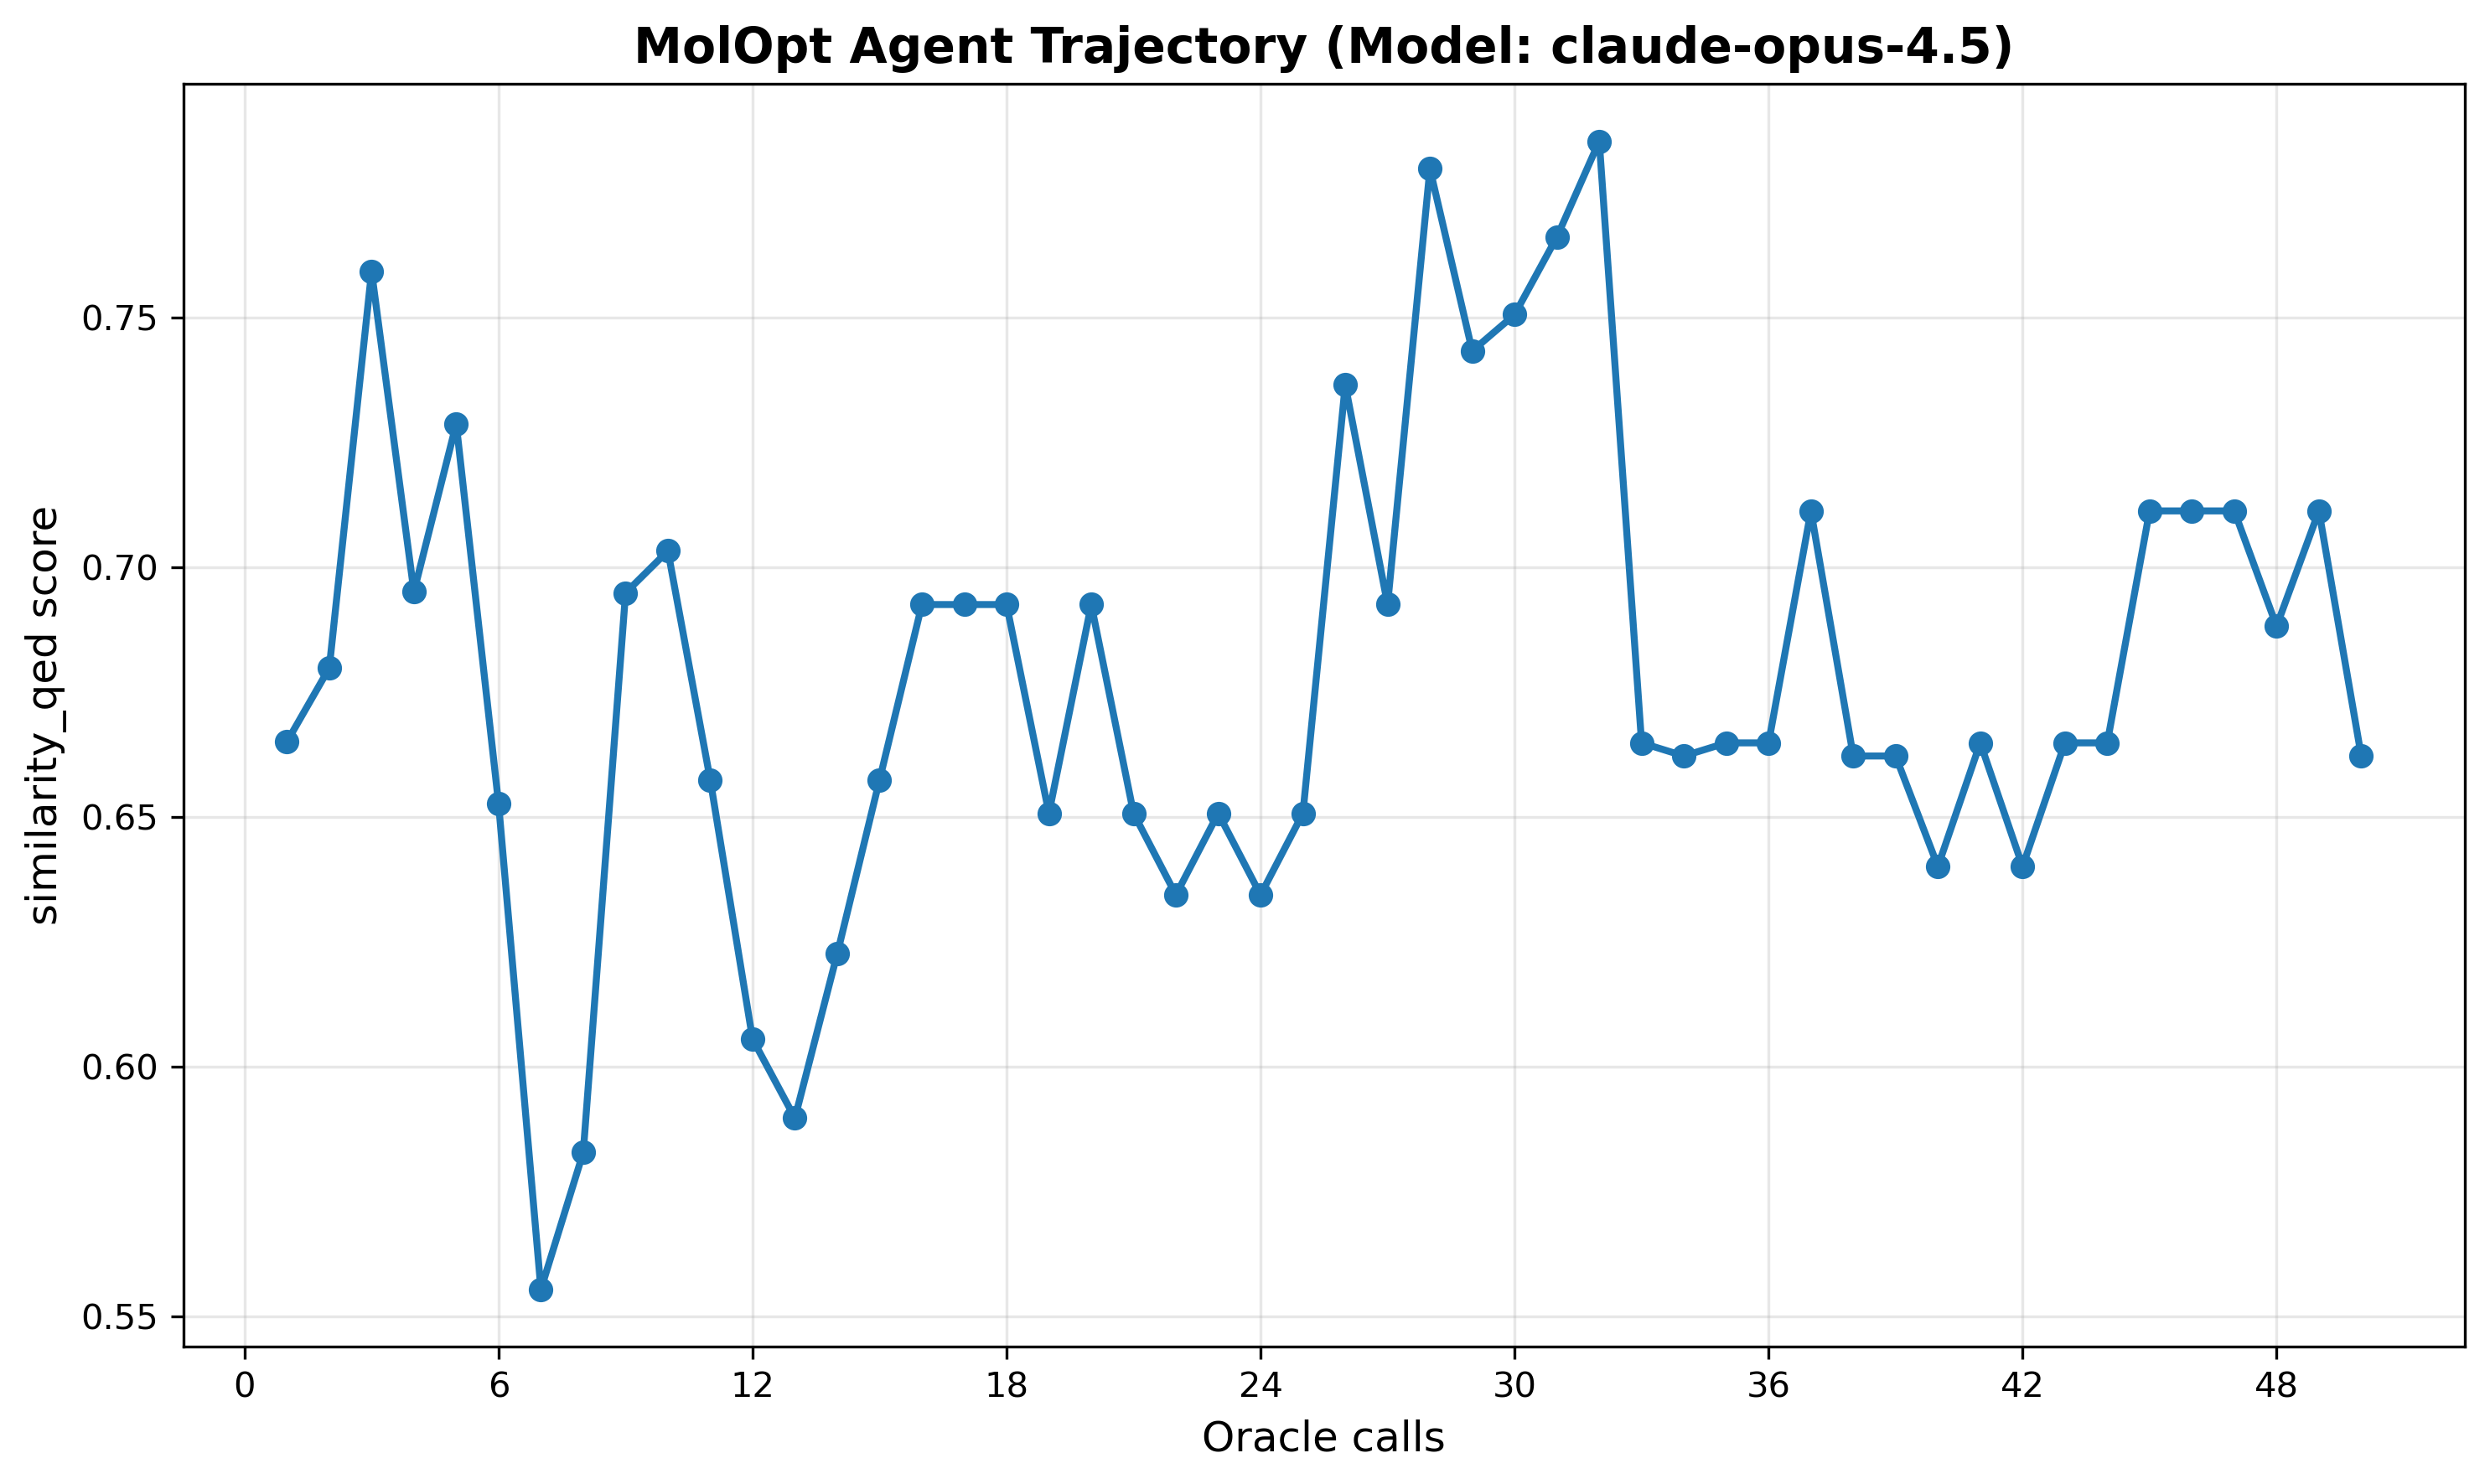 MolOpt Agent Trajectory (Model: claude-opus-4.5)
similarity_qed score
0.75
0.70
0.65
0.60
0.55
0 6 12 18 24 30 36 42 48
Oracle calls